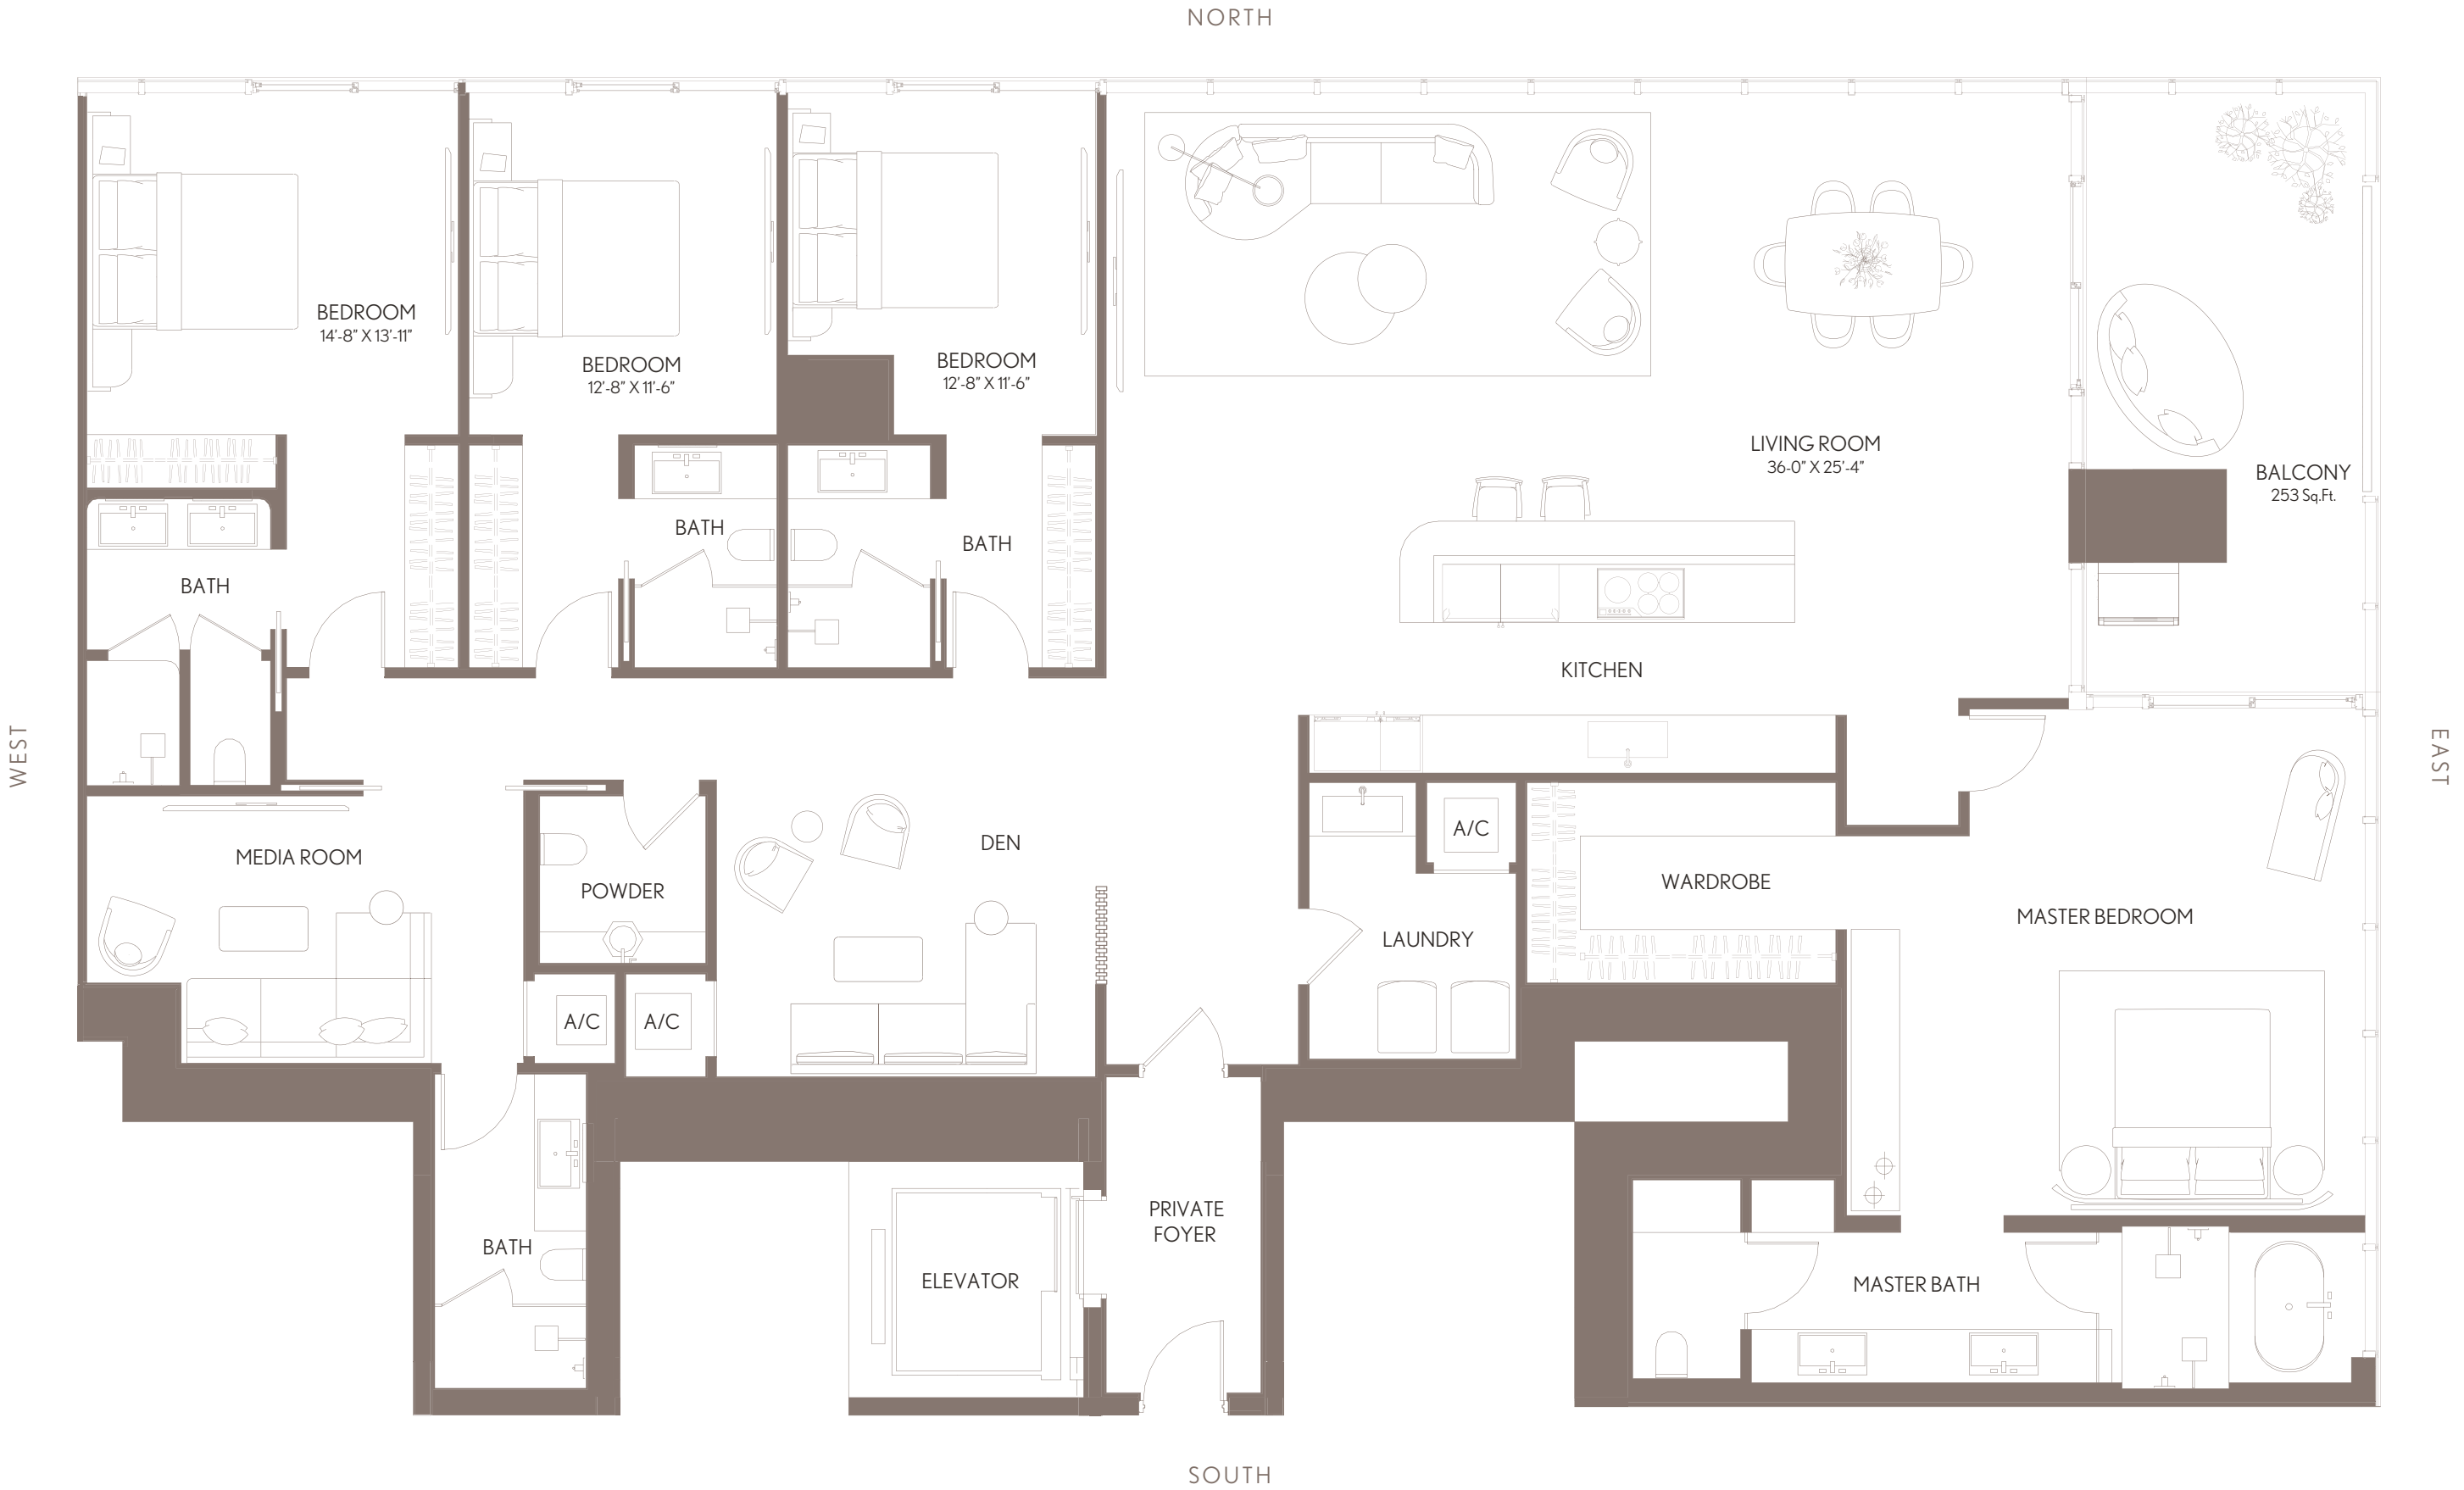 NORTH
BEDROOM
14'-8" X 13'-11"
BEDROOM
12'-8" X 11'-6"
BEDROOM
12'-8" X 11'-6"
LIVING ROOM
36-0" X 25'-4"
BALCONY
253 Sq.Ft.
BATH
BATH
BATH
KITCHEN
WEST
EAST
MEDIA ROOM
POWDER
DEN
A/C
LAUNDRY
WARDROBE
MASTER BEDROOM
A/C
A/C
BATH
ELEVATOR
PRIVATE
FOYER
MASTER BATH
SOUTH